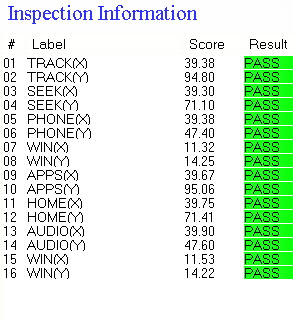 Inspection Information
# Label Score Result
01 TRACK(X) 39.38 PASS
02 TRACK(Y) 94.80 PASS
03 SEEK(X) 39.30 PASS
04 SEEK(Y) 71.10 PASS
05 PHONE(X) 39.38 PASS
06 PHONE(Y) 47.40 PASS
07 WIN(X) 11.32 PASS
08 WIN(Y) 14.25 PASS
09 APPS(X) 39.67 PASS
10 APPS(Y) 95.06 PASS
11 HOME(X) 39.75 PASS
12 HOME(Y) 71.41 PASS
13 AUDIO(X) 39.90 PASS
14 AUDIO(Y) 47.60 PASS
15 WIN(X) 11.53 PASS
16 WIN(Y) 14.22 PASS